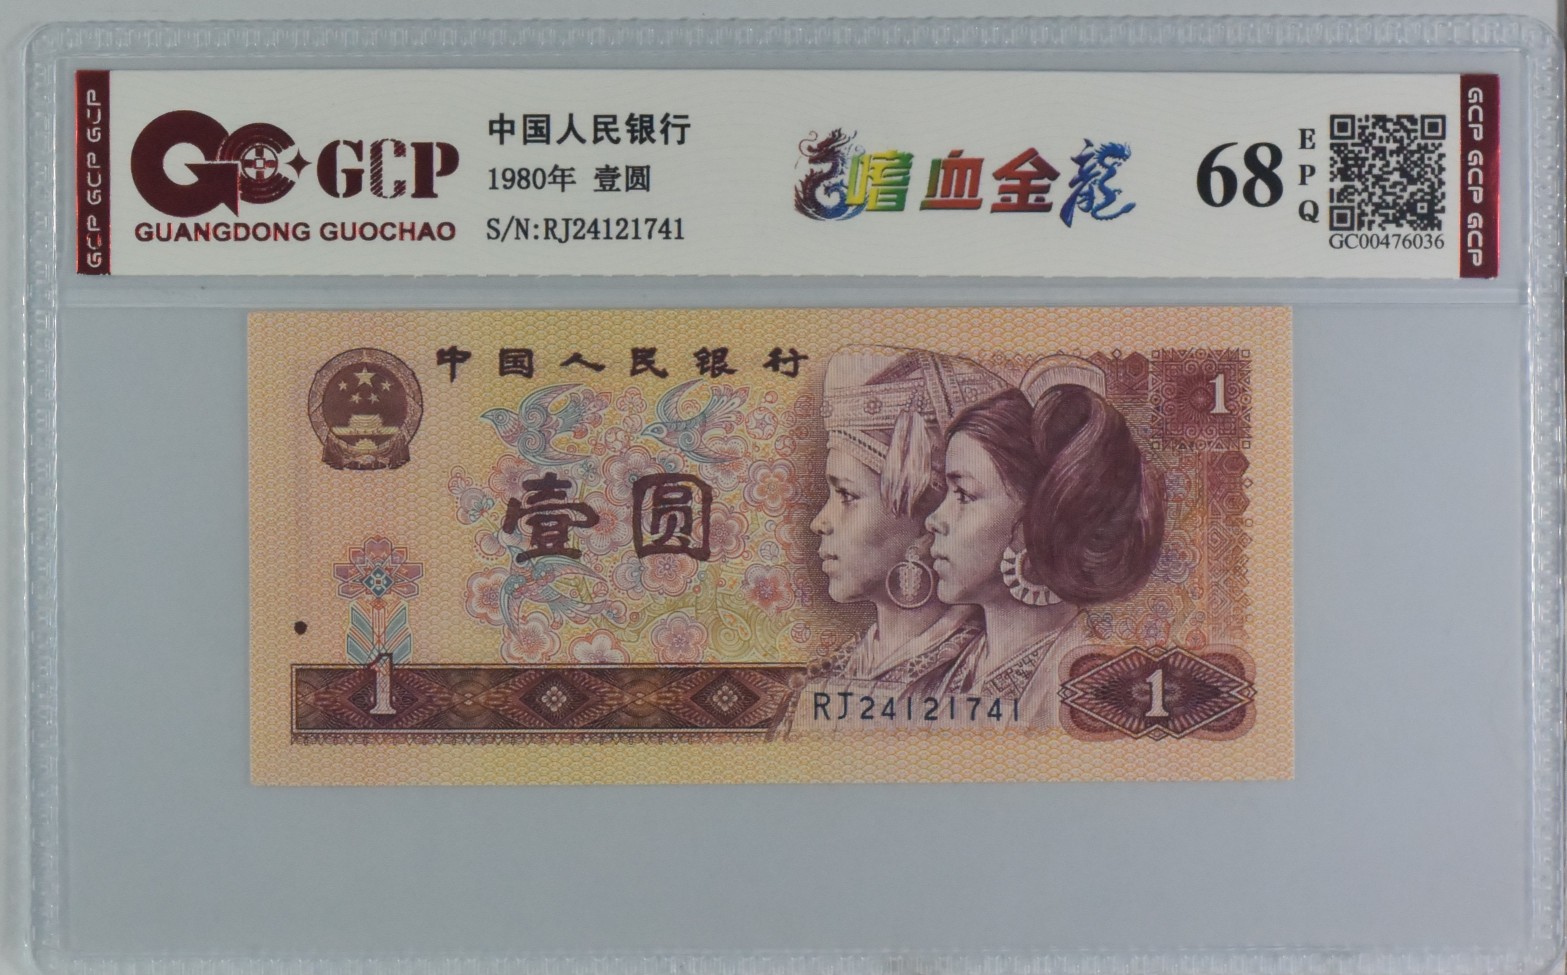 GCP GCP GCP
GCP
GUANGDONG GUOCHAO
中国人民银行
1980年 壹圆
S/N:RJ24121741
嗜血金龍
68
EPQ
GC00476036
GCP GCP GCP
中国人民银行
1
壹圆
1
RJ24121741
1